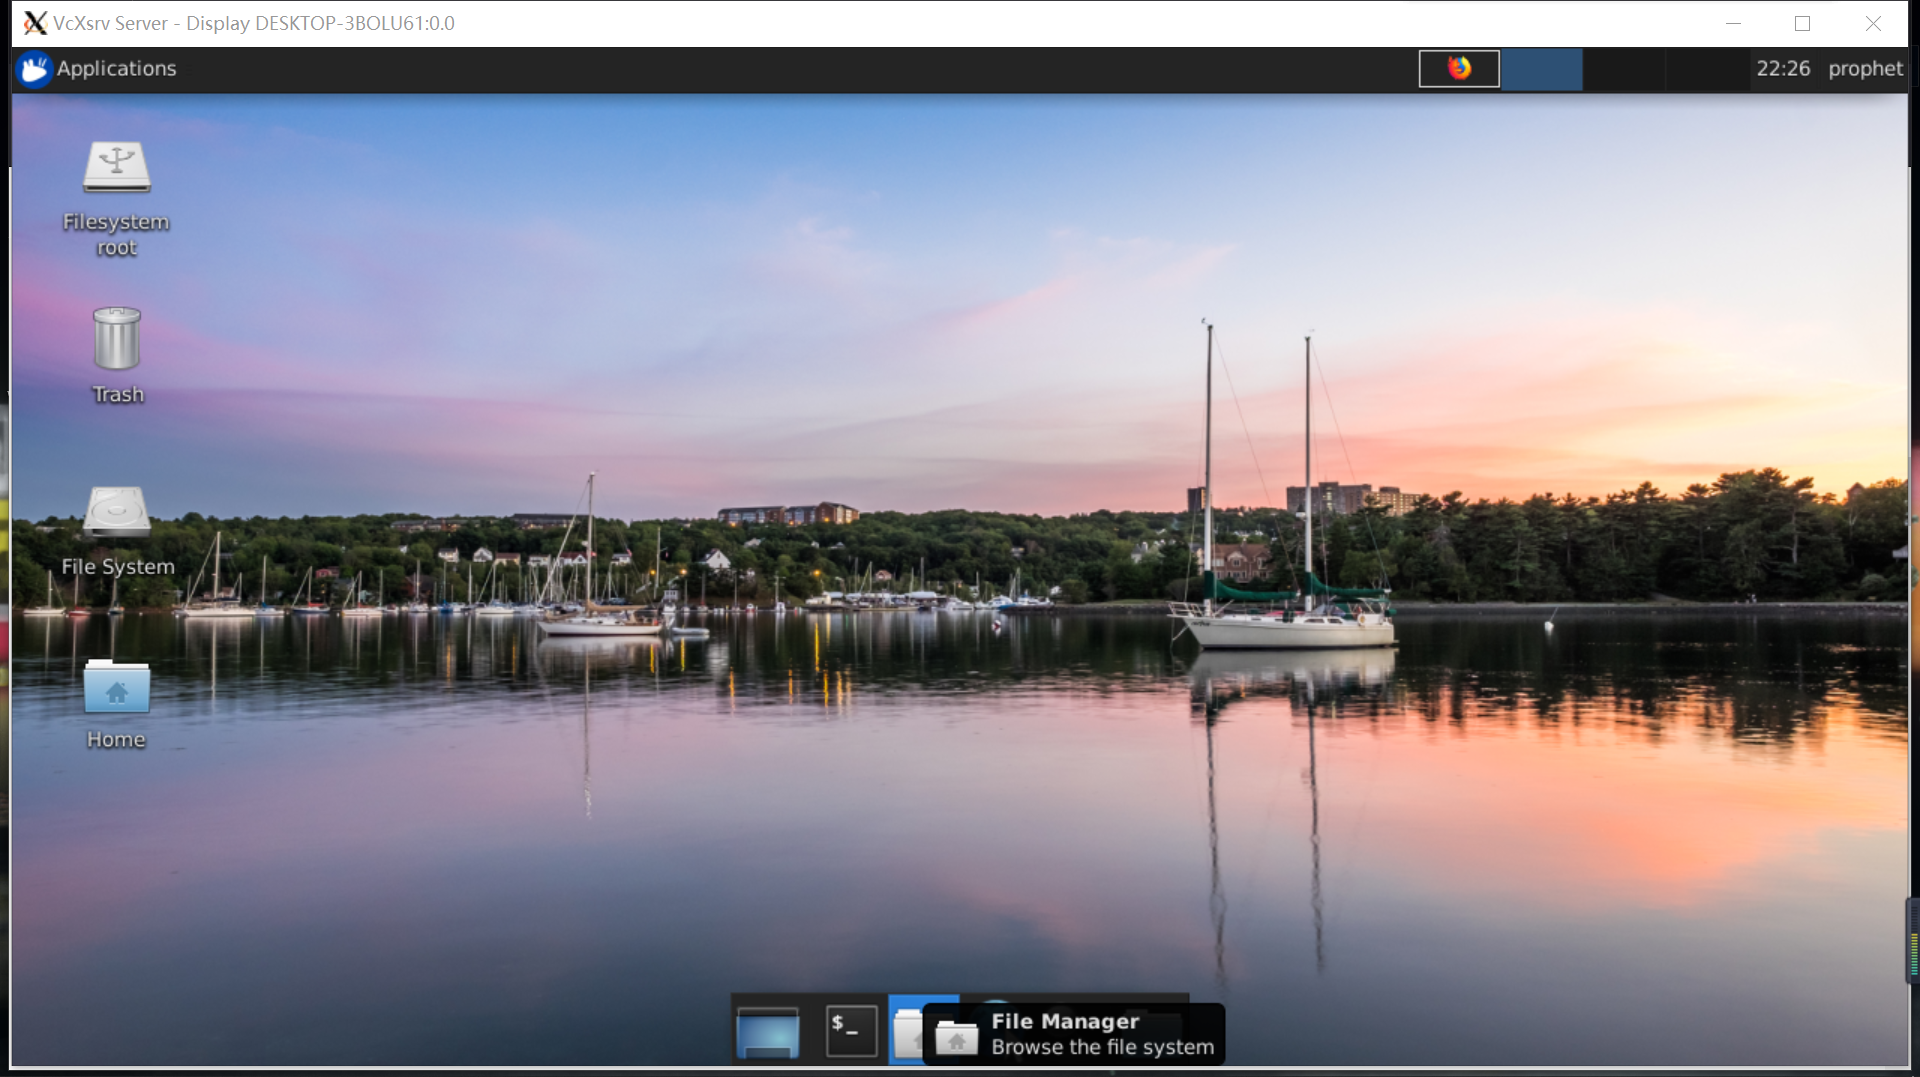 VcXsrv Server - Display DESKTOP-3BOLU61:0.0
Applications
22:26 prophet
Filesystem
root
Trash
File System
Home
$_
File Manager
Browse the file system